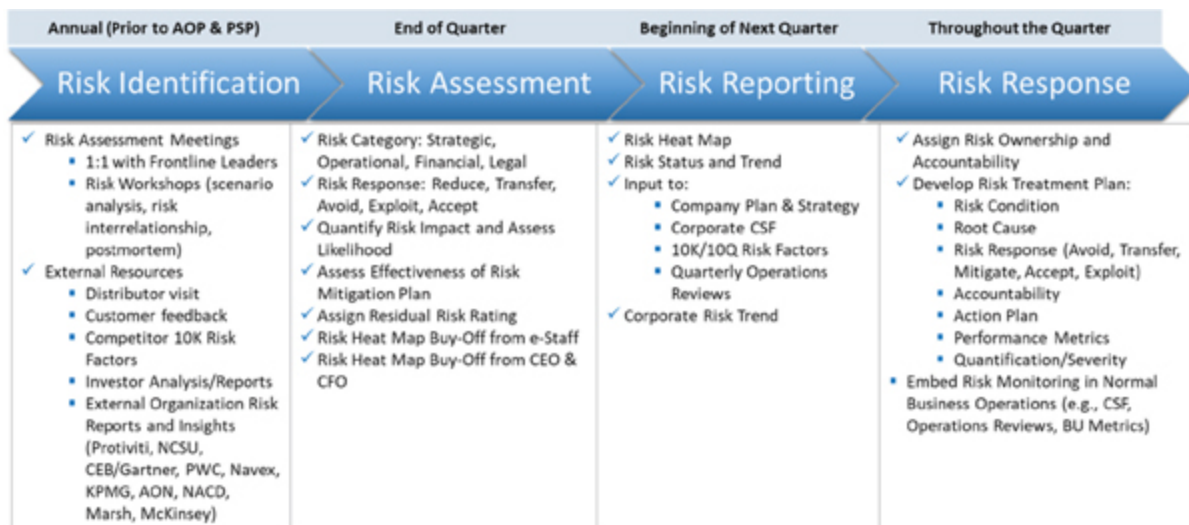 Annual (Prior to AOP & PSP)
End of Quarter
Beginning of Next Quarter
Throughout the Quarter
Risk Identification
Risk Assessment
Risk Reporting
Risk Response
Risk Assessment Meetings
1:1 with Frontline Leaders
Risk Workshops (scenario
analysis, risk
interrelationship,
postmortem)
External Resources
Distributor visit
Customer feedback
Competitor 10K Risk
Factors
Investor Analysis/Reports
External Organization Risk
Reports and Insights
(Protiviti, NCSU,
CEB/Gartner, PWC, Navex,
KPMG, AON, NACD,
Marsh, McKinsey)
Risk Category: Strategic,
Operational, Financial, Legal
Risk Response: Reduce, Transfer,
Avoid, Exploit, Accept
Quantify Risk Impact and Assess
Likelihood
Assess Effectiveness of Risk
Mitigation Plan
Assign Residual Risk Rating
Risk Heat Map Buy-Off from e-Staff
Risk Heat Map Buy-Off from CEO &
CFO
Risk Heat Map
Risk Status and Trend
Input to:
Company Plan & Strategy
Corporate CSF
10K/10Q Risk Factors
Quarterly Operations
Reviews
Corporate Risk Trend
Assign Risk Ownership and
Accountability
Develop Risk Treatment Plan:
Risk Condition
Root Cause
Risk Response (Avoid, Transfer,
Mitigate, Accept, Exploit)
Accountability
Action Plan
Performance Metrics
Quantification/Severity
Embed Risk Monitoring in Normal
Business Operations (e.g., CSF,
Operations Reviews, BU Metrics)